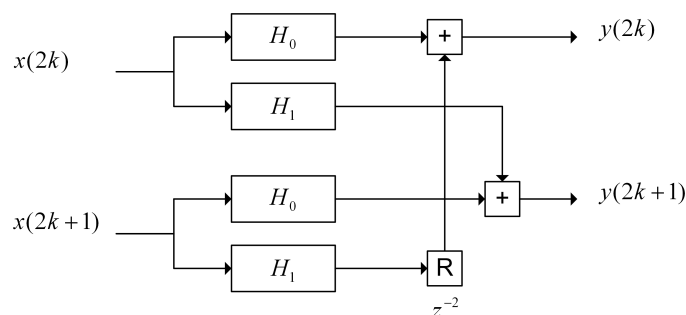 H₀
+
y(2k)
x(2k)
H₁
H₀
+
y(2k+1)
x(2k+1)
H₁
R
z⁻²